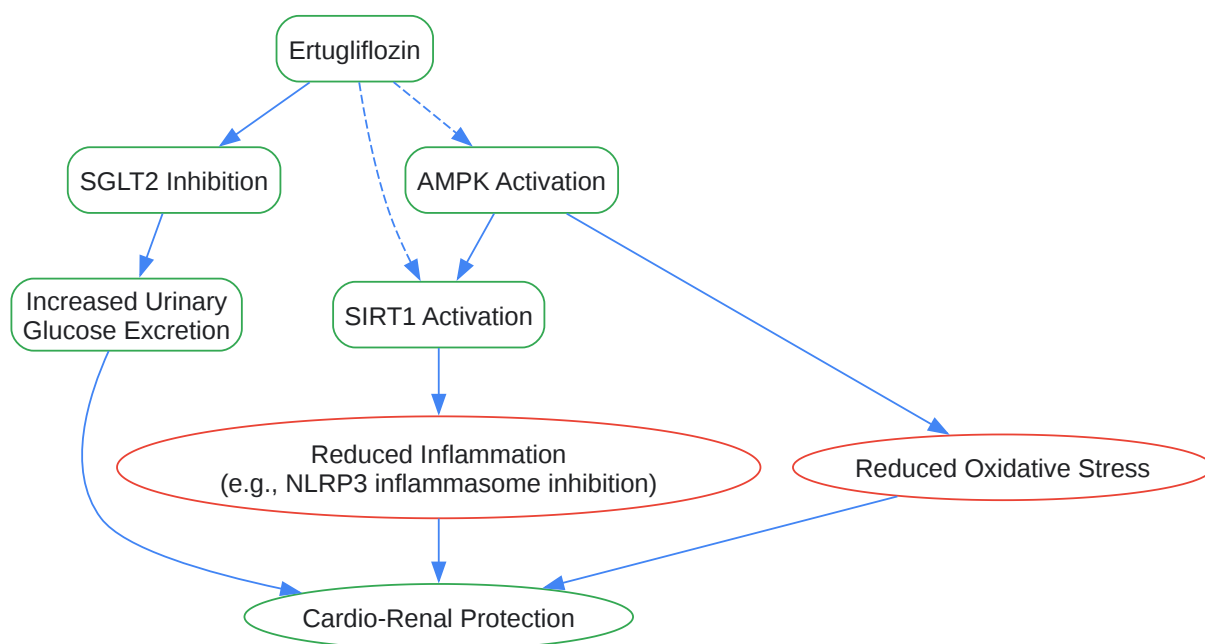 Ertugliflozin
SGLT2 Inhibition
AMPK Activation
Increased Urinary
Glucose Excretion
SIRT1 Activation
Reduced Inflammation
(e.g., NLRP3 inflammasome inhibition)
Reduced Oxidative Stress
Cardio-Renal Protection